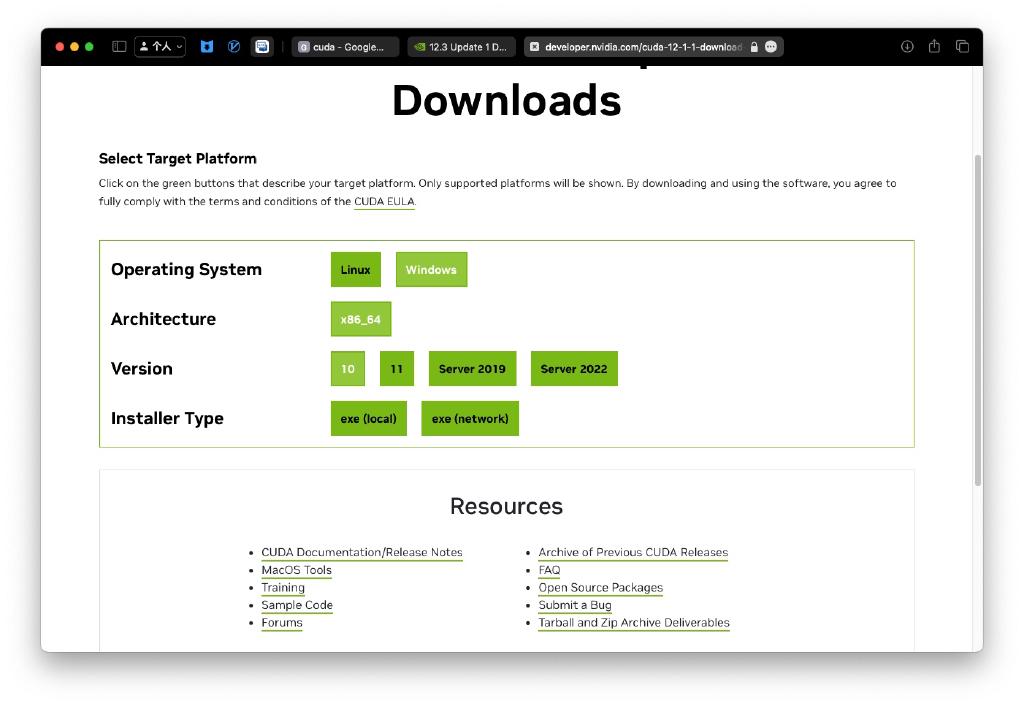 个人
cuda - Google...
12.3 Update 1 D...
developer.nvidia.com/cuda-12-1-1-download
Downloads
Select Target Platform
Click on the green buttons that describe your target platform. Only supported platforms will be shown. By downloading and using the software, you agree to
fully comply with the terms and conditions of the CUDA EULA.
Operating System Linux Windows
Architecture x86_64
Version 10 11 Server 2019 Server 2022
Installer Type exe (local) exe (network)
Resources
CUDA Documentation/Release Notes
MacOS Tools
Training
Sample Code
Forums
Archive of Previous CUDA Releases
FAQ
Open Source Packages
Submit a Bug
Tarball and Zip Archive Deliverables